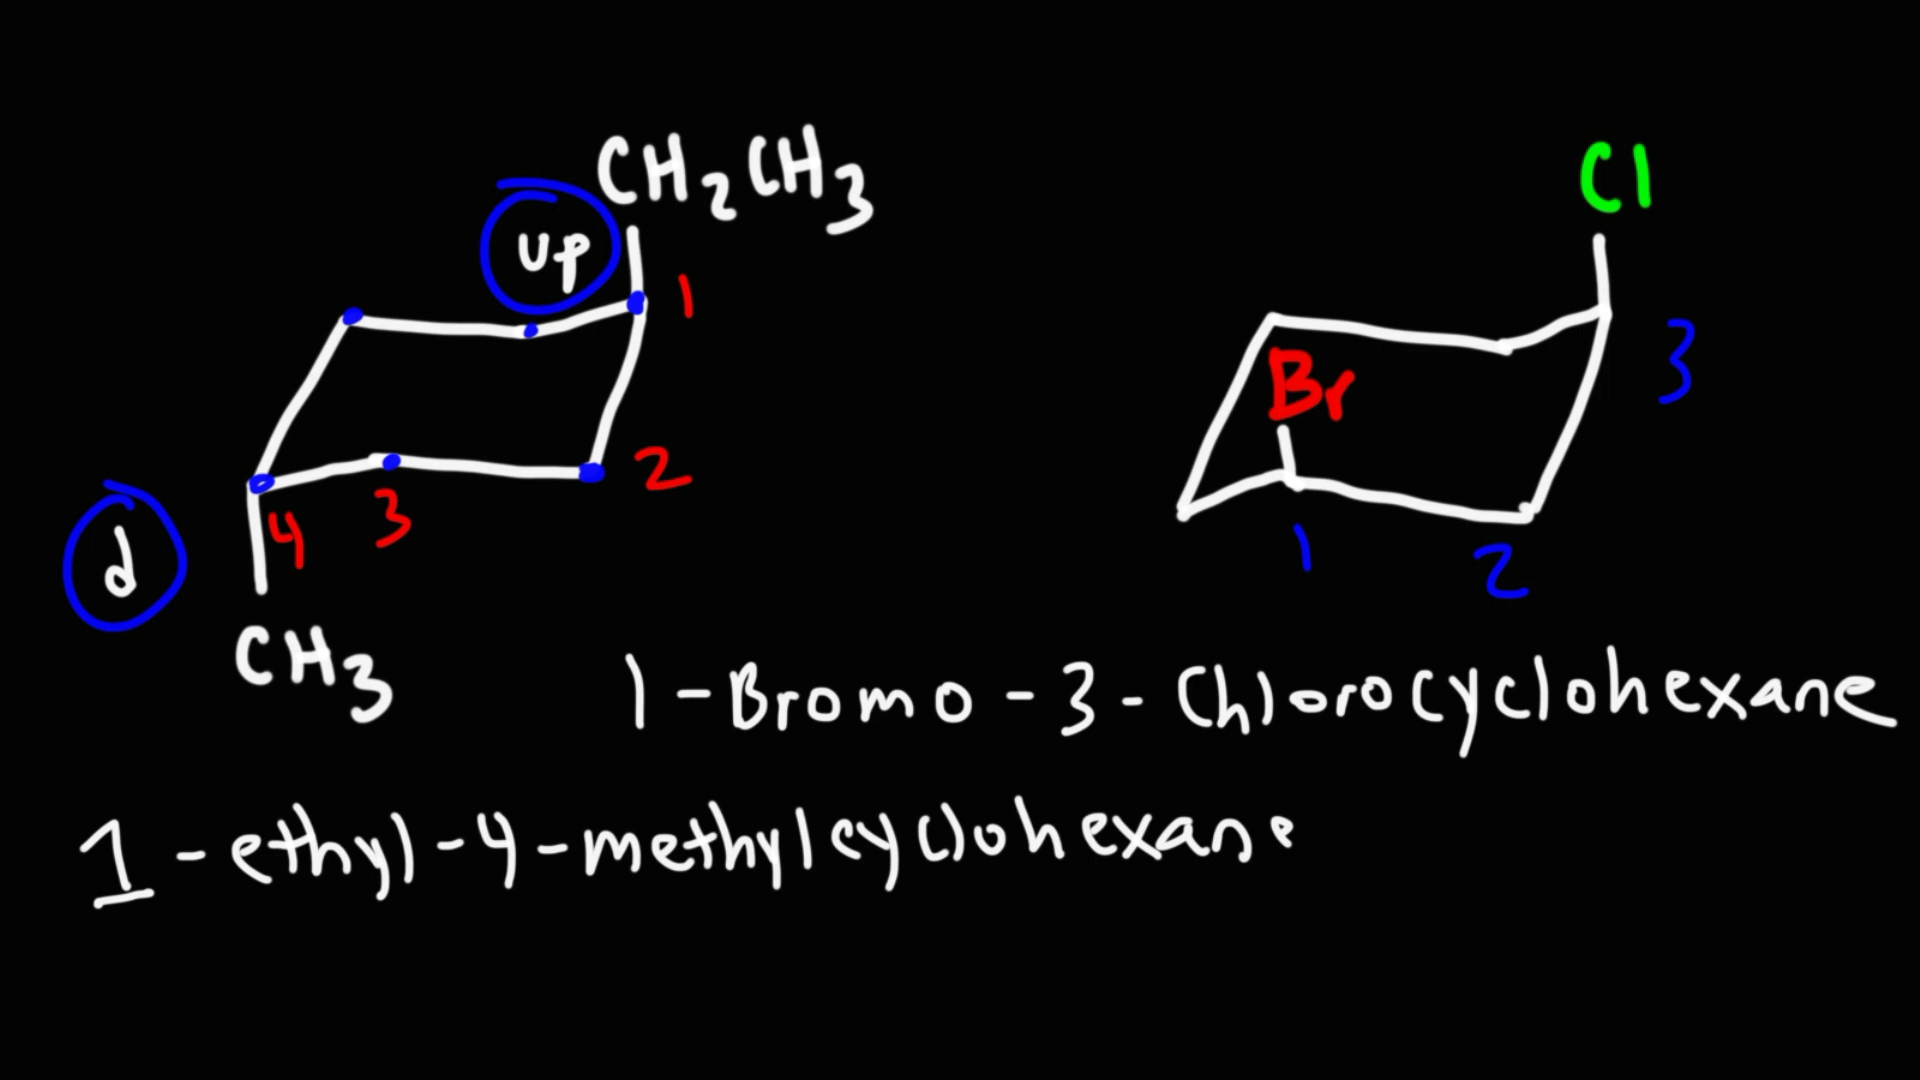 CH₂CH₃
up
1
2
3
4
d
CH₃
Cl
Br
3
1
2
1-Bromo-3-Chlorocyclohexane
1-ethyl-4-methylcyclohexane